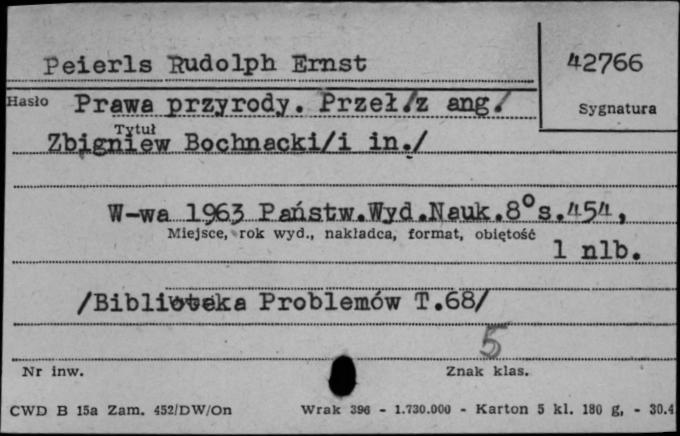 Peierls Rudolph Ernst
42766
Hasło Prawa przyrody. Przeł./z ang./
Sygnatura
Tytuł
Zbigniew Bochnacki/i in./
W-wa 1963 Państw.Wyd.Nauk.8° s.454,
Miejsce, rok wyd., nakładca, format, objętość
1 nlb.
/Biblioteka Problemów T.68/
5
Nr inw.
Znak klas.
CWD B 15a Zam. 452/DW/On Wrak 396 - 1.730.000 - Karton 5 kl. 180 g, - 30.4